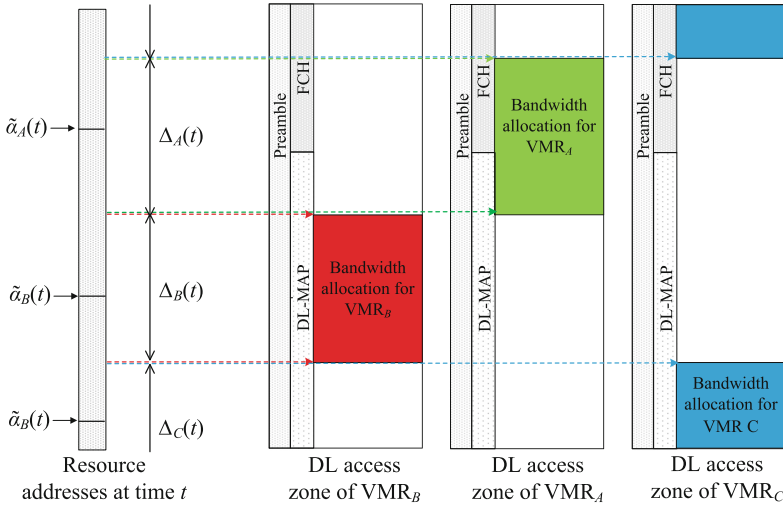 α̃_A(t)
α̃_B(t)
α̃_B(t)
Δ_A(t)
Δ_B(t)
Δ_C(t)
Resource
addresses at time t
Preamble
FCH
DL-MAP
Bandwidth
allocation for
VMR_B
DL access
zone of VMR_B
Preamble
FCH
DL-MAP
Bandwidth
allocation for
VMR_A
DL access
zone of VMR_A
Preamble
FCH
DL-MAP
Bandwidth
allocation for
VMR C
DL access
zone of VMR_C